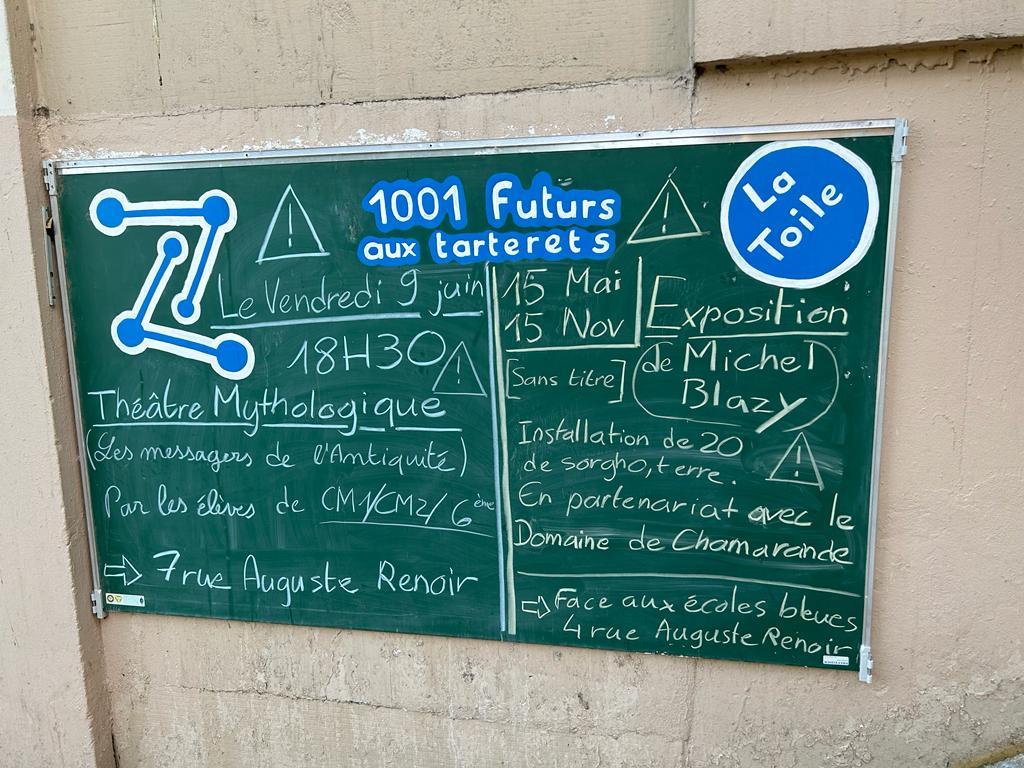 1001 Futurs
aux tarterets
La
Toile
Le Vendredi 9 juin
18H30
Théâtre Mythologique
(Les messagers de l'Antiquité)
Par les élèves de CM1/CM2/6ème
⇨ 7 rue Auguste Renoir
15 Mai
15 Nov
Exposition
de Michel
Blazy
[Sans titre]
Installation de 20
de sorgho, terre.
En partenariat avec le
Domaine de Chamarande
⇨ Face aux écoles bleues
4 rue Auguste Renoir